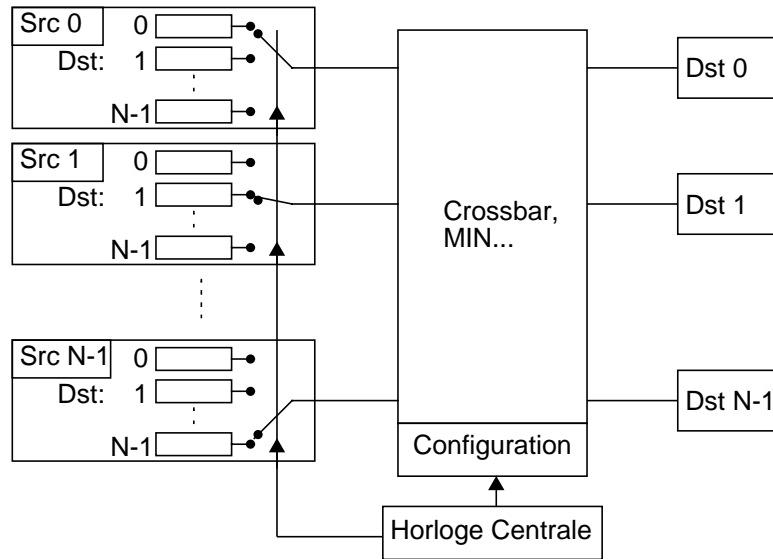 Src 0
0
Dst: 1
N-1
Src 1
0
Dst: 1
N-1
Src N-1
0
Dst: 1
N-1
Crossbar,
MIN...
Configuration
Horloge Centrale
Dst 0
Dst 1
Dst N-1